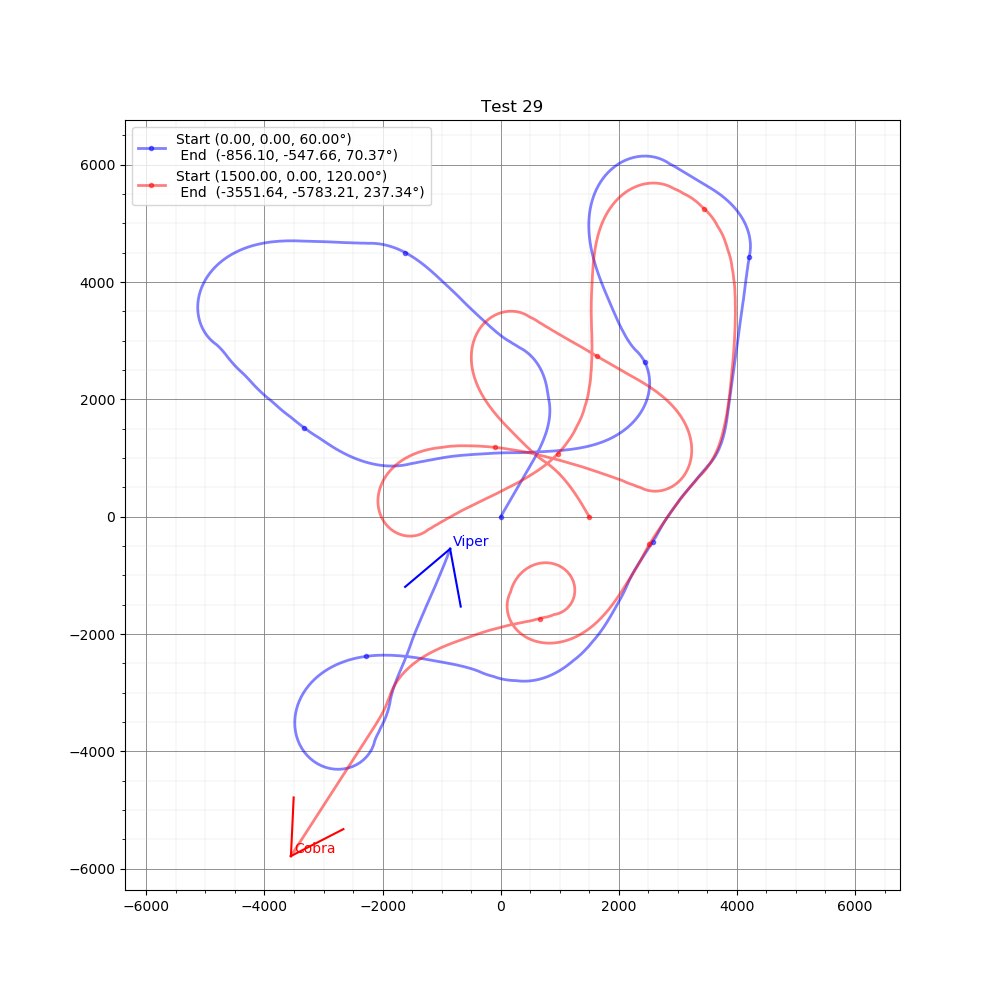 Test 29
Start (0.00, 0.00, 60.00°)
End (-856.10, -547.66, 70.37°)
Start (1500.00, 0.00, 120.00°)
End (-3551.64, -5783.21, 237.34°)
6000
4000
2000
0
−2000
−4000
−6000
Viper
Cobra
−6000 −4000 −2000 0 2000 4000 6000